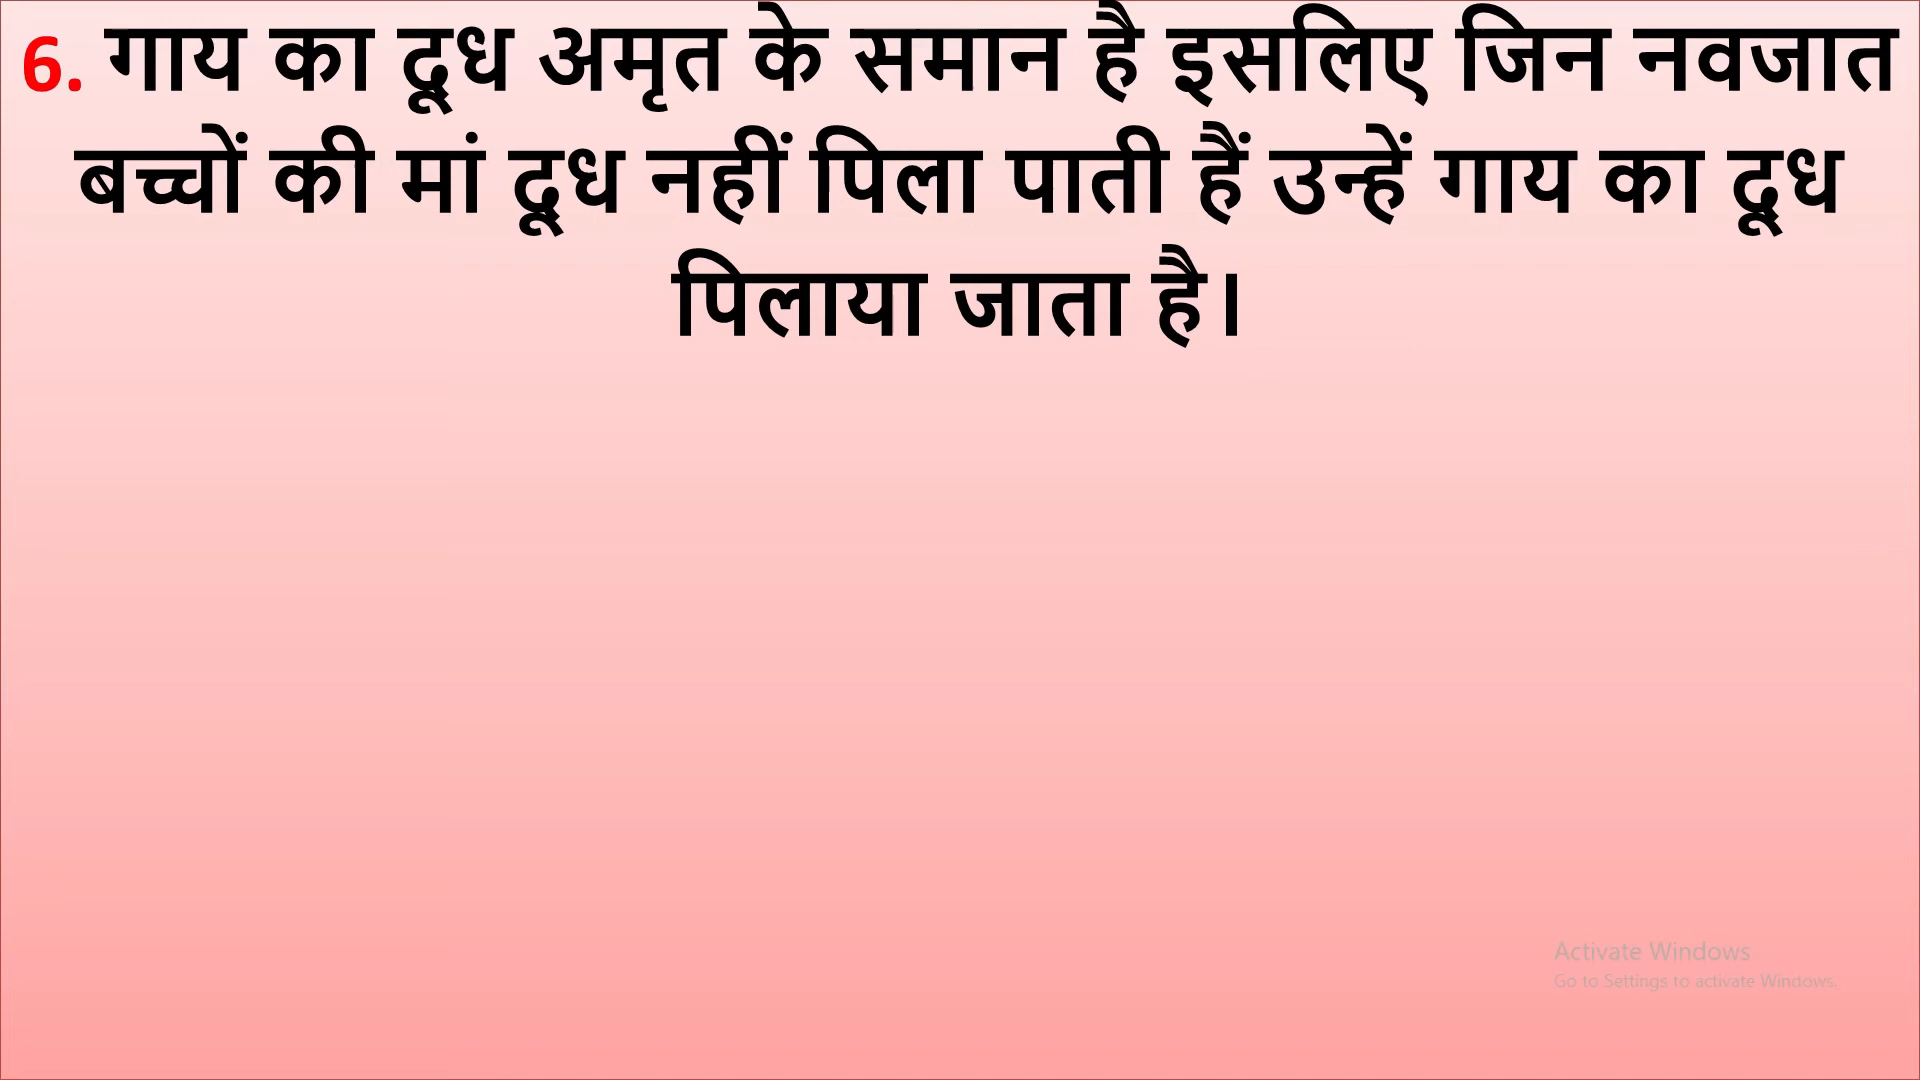 6. गाय का दूध अमृत के समान है इसलिए जिन नवजात
बच्चों की मां दूध नहीं पिला पाती हैं उन्हें गाय का दूध
पिलाया जाता है।
Activate Windows
Go to Settings to activate Windows.